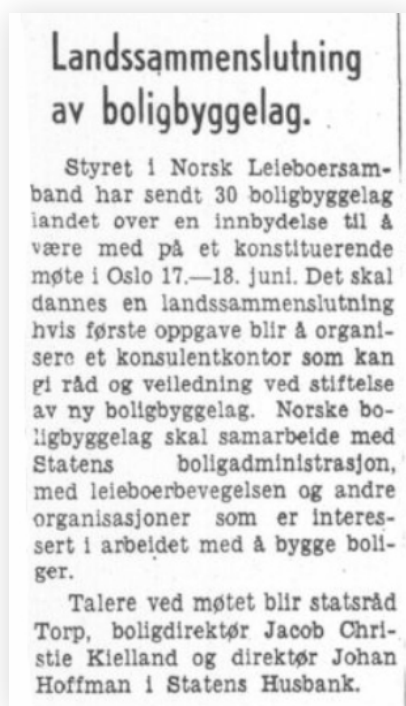 Landssammenslutning
av boligbyggelag.
Styret i Norsk Leieboersam-
band har sendt 30 boligbyggelag
landet over en innbydelse til å
være med på et konstituerende
møte i Oslo 17.—18. juni. Det skal
dannes en landssammenslutning
hvis første oppgave blir å organi-
sere et konsulentkontor som kan
gi råd og veiledning ved stiftelse
av ny boligbyggelag. Norske bo-
ligbyggelag skal samarbeide med
Statens boligadministrasjon,
med leieboerbevegelsen og andre
organisasjoner som er interes-
sert i arbeidet med å bygge boli-
ger.
Talere ved møtet blir statsråd
Torp, boligdirektør Jacob Chri-
stie Kielland og direktør Johan
Hoffman i Statens Husbank.